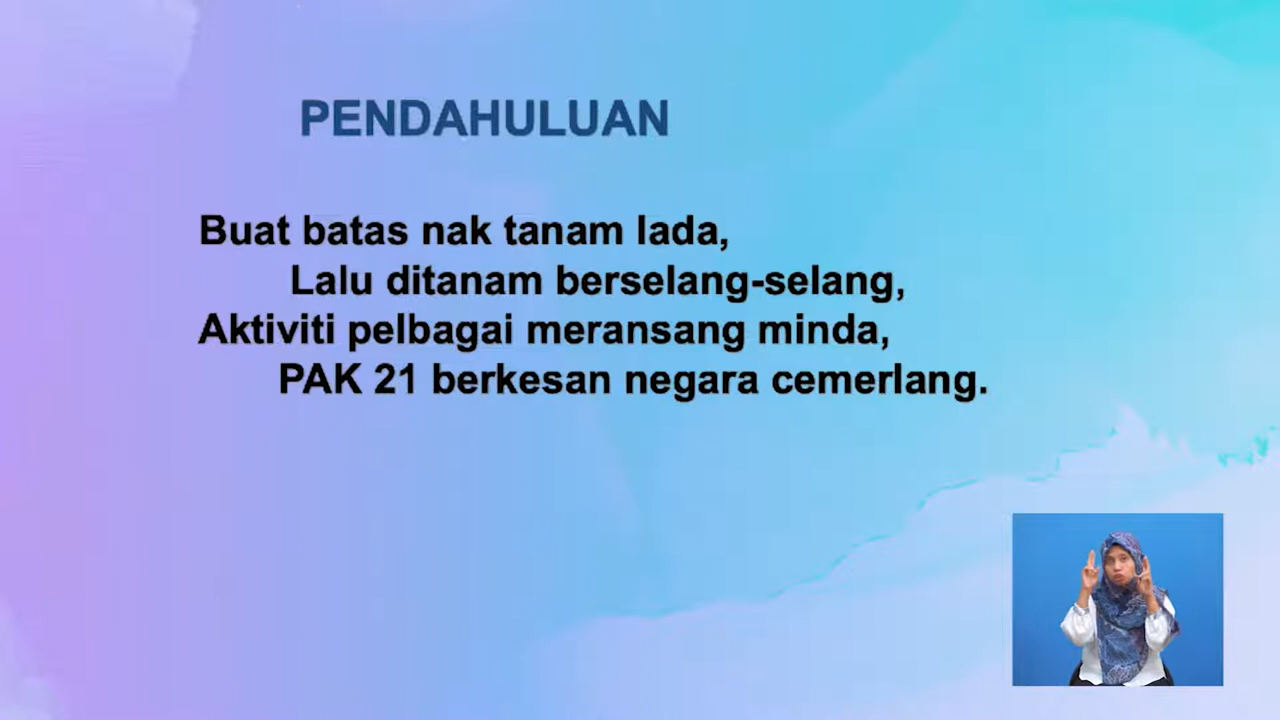 PENDAHULUAN
Buat batas nak tanam lada,
Lalu ditanam berselang-selang,
Aktiviti pelbagai meransang minda,
PAK 21 berkesan negara cemerlang.